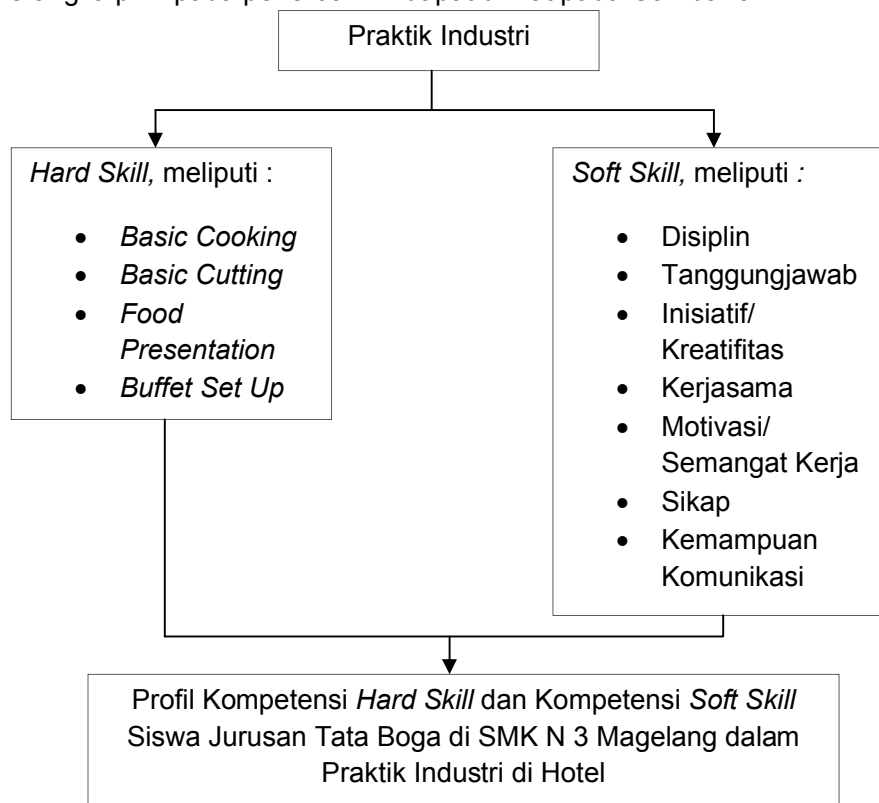 Praktik Industri
Hard Skill, meliputi :
• Basic Cooking
• Basic Cutting
• Food
Presentation
• Buffet Set Up
Soft Skill, meliputi :
• Disiplin
• Tanggungjawab
• Inisiatif/
Kreatifitas
• Kerjasama
• Motivasi/
Semangat Kerja
• Sikap
• Kemampuan
Komunikasi
Profil Kompetensi Hard Skill dan Kompetensi Soft Skill
Siswa Jurusan Tata Boga di SMK N 3 Magelang dalam
Praktik Industri di Hotel